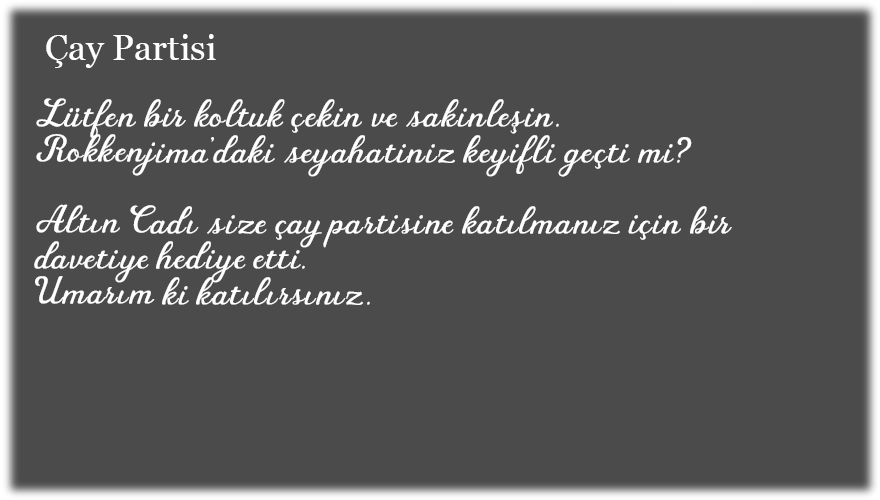 Çay Partisi
Lütfen bir koltuk çekin ve sakinleşin.
Rokkenjima'daki seyahatiniz keyifli geçti mi?
Altın Cadı size çay partisine katılmanız için bir
davetiye hediye etti.
Umarım ki katılırsınız.